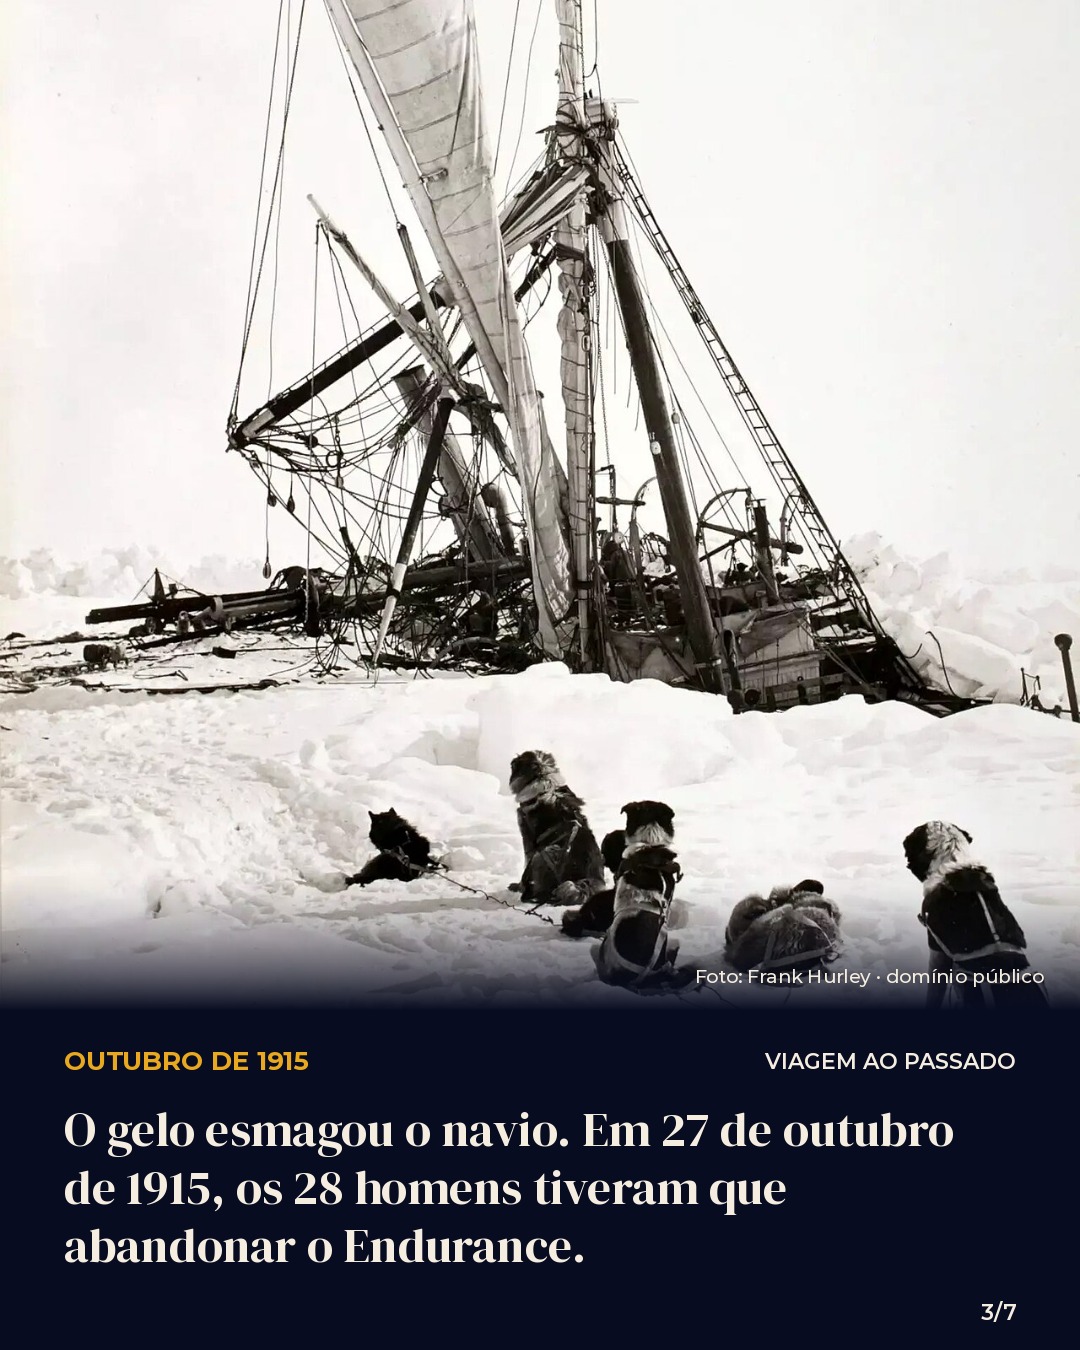 Foto: Frank Hurley · domínio público
OUTUBRO DE 1915
VIAGEM AO PASSADO
O gelo esmagou o navio. Em 27 de outubro
de 1915, os 28 homens tiveram que
abandonar o Endurance.
3/7